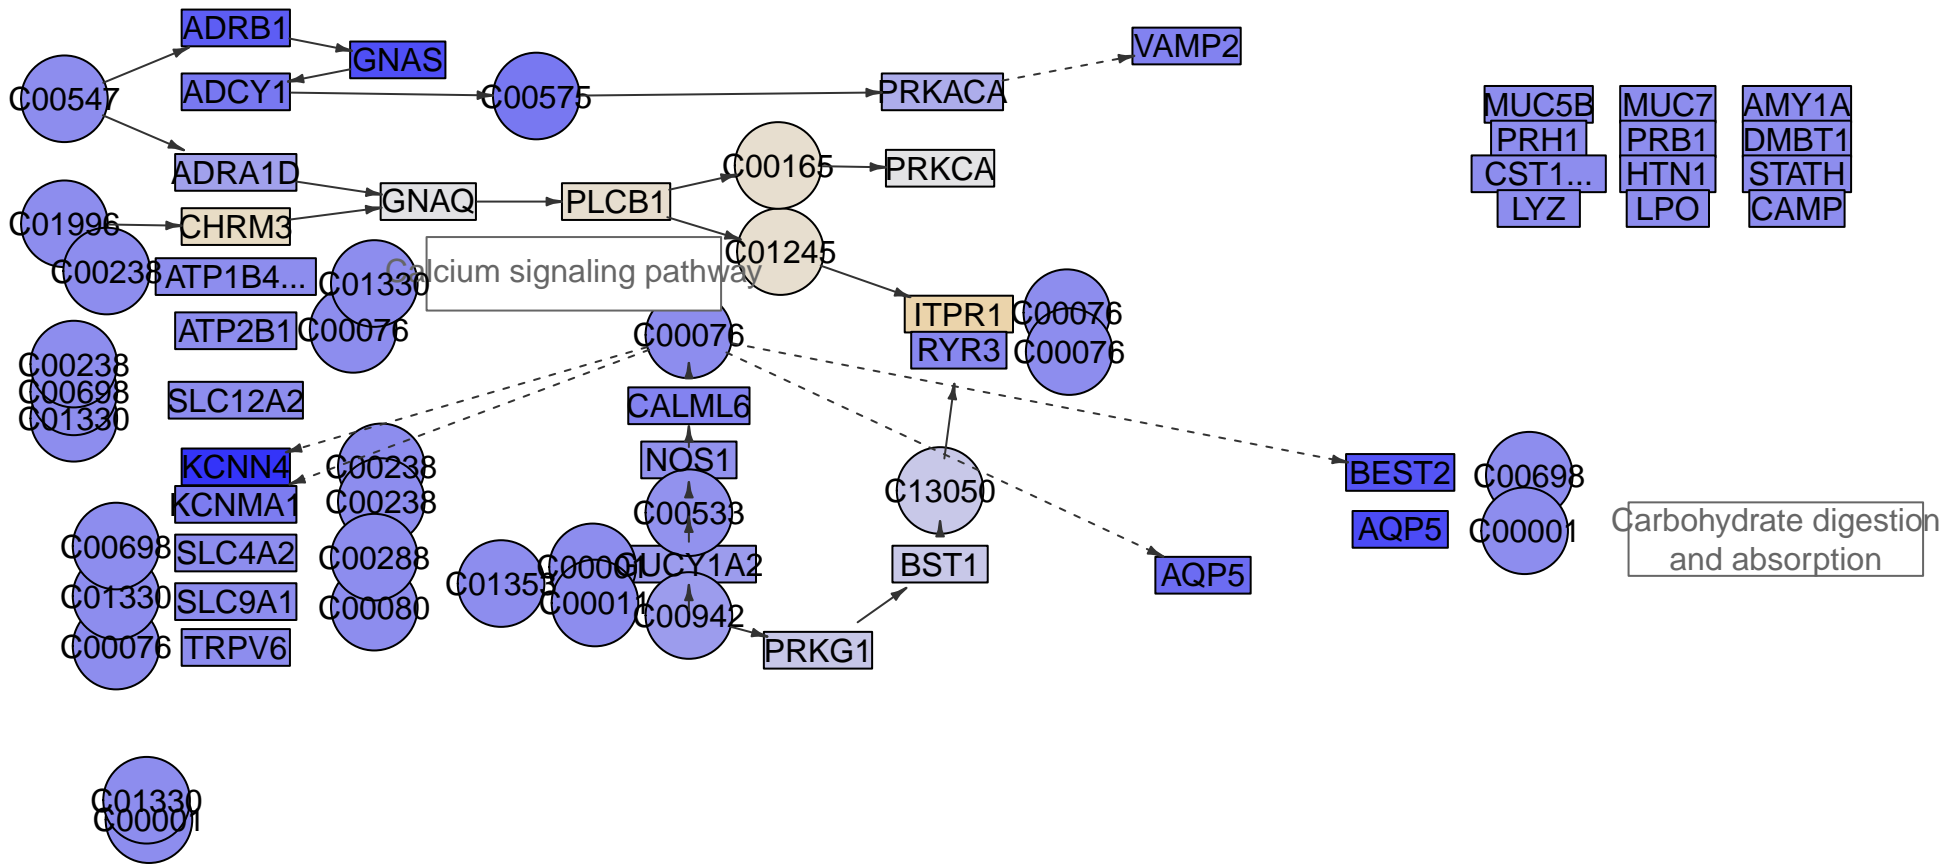 ADRB1
GNAS
VAMP2
C00547
ADCY1
C00575
PRKACA
MUC5B
MUC7
AMY1A
PRH1
PRB1
DMBT1
ADRA1D
C00165
PRKCA
CST1...
HTN1
STATH
GNAQ
PLCB1
LYZ
LPO
CAMP
C01996
CHRM3
C01245
C00238
ATP1B4...
C01330
Calcium signaling pathway
ATP2B1
C00076
C00076
ITPR1
C00076
RYR3
C00076
C00238
C00698
C01330
SLC12A2
CALML6
KCNN4
C00238
NOS1
BEST2
C00698
KCNMA1
C00238
C00533
C13050
AQP5
C00001
Carbohydrate digestion
and absorption
C00698
SLC4A2
C00288
C01353
C00001
GUCY1A2
BST1
AQP5
C01330
SLC9A1
C00080
C00011
C00942
C00076
TRPV6
PRKG1
C01330
C00001